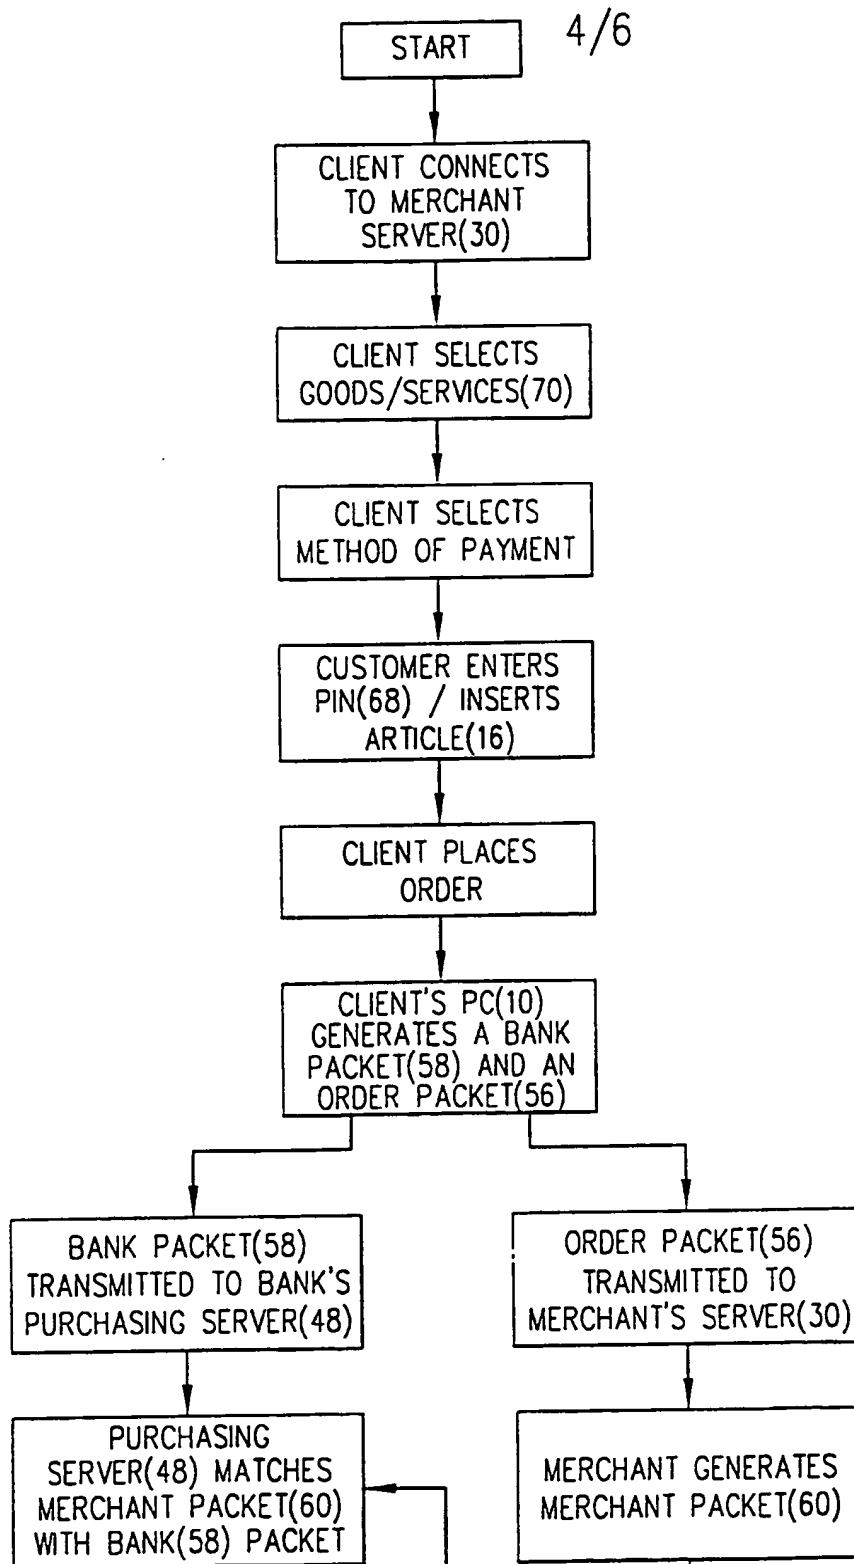 4/6
START
CLIENT CONNECTS
TO MERCHANT
SERVER(30)
CLIENT SELECTS
GOODS/SERVICES(70)
CLIENT SELECTS
METHOD OF PAYMENT
CUSTOMER ENTERS
PIN(68) / INSERTS
ARTICLE(16)
CLIENT PLACES
ORDER
CLIENT'S PC(10)
GENERATES A BANK
PACKET(58) AND AN
ORDER PACKET(56)
BANK PACKET(58)
TRANSMITTED TO BANK'S
PURCHASING SERVER(48)
ORDER PACKET(56)
TRANSMITTED TO
MERCHANT'S SERVER(30)
PURCHASING
SERVER(48) MATCHES
MERCHANT PACKET(60)
WITH BANK(58) PACKET
MERCHANT GENERATES
MERCHANT PACKET(60)